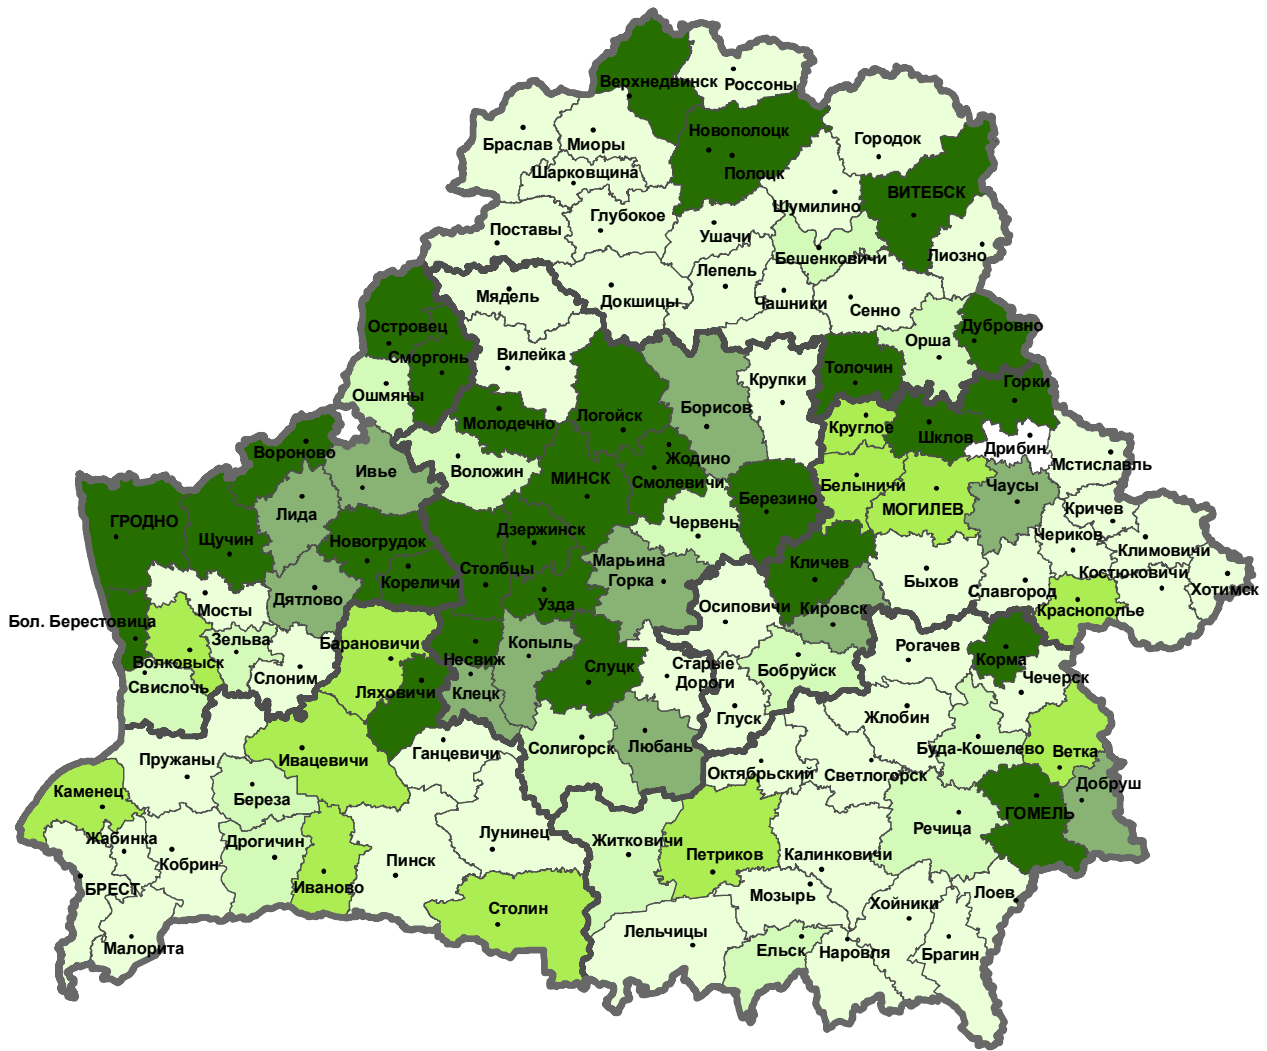 Верхнедвинск
Россоны
Новополоцк
Полоцк
Городок
Браслав
Миоры
Шарковщина
ВИТЕБСК
Шумилино
Глубокое
Поставы
Ушачи
Бешенковичи
Лиозно
Лепель
Мядель
Докшицы
Чашники
Сенно
Островец
Дубровно
Орша
Сморгонь
Вилейка
Толочин
Крупки
Горки
Ошмяны
Борисов
Логойск
Молодечно
Круглое
Шклов
Дрибин
Вороново
Ивье
Воложин
Жодино
Смолевичи
МИНСК
Мстиславль
Белыничи
Чаусы
Березино
МОГИЛЕВ
Кричев
ГРОДНО
Лида
Щучин
Новогрудок
Дзержинск
Червень
Чериков
Климовичи
Столбцы
Марьина
Горка
Кличев
Быхов
Костюковичи
Славгород
Хотимск
Кореличи
Дятлово
Узда
Осиповичи
Кировск
Краснополье
Мосты
Бол. Берестовица
Зельва
Барановичи
Копыль
Рогачев
Волковыск
Несвиж
Слуцк
Старые
Дороги
Бобруйск
Корма
Чечерск
Свислочь
Слоним
Ляховичи
Клецк
Глуск
Жлобин
Буда-Кошелево
Ветка
Солигорск
Любань
Ганцевичи
Пружаны
Ивацевичи
Октябрьский
Светлогорск
Добруш
Каменец
Береза
ГОМЕЛЬ
Речица
Жабинка
Дрогичин
Лунинец
Житковичи
Петриков
Калинковичи
Кобрин
Пинск
БРЕСТ
Иваново
Мозырь
Хойники
Лоев
Столин
Лельчицы
Малорита
Ельск
Наровля
Брагин